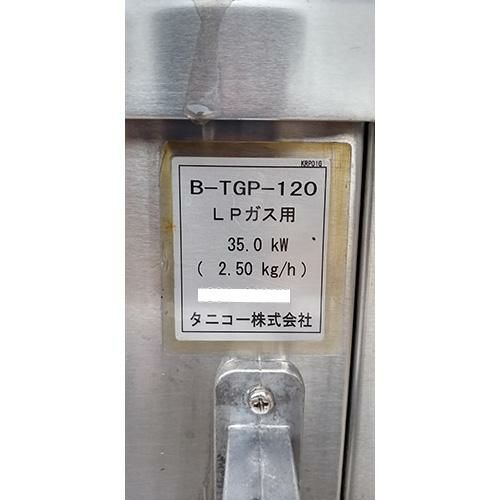 KRP01G
B-TGP-120
LPガス用
35.0 kW
( 2.50 kg/h )
タニコー株式会社